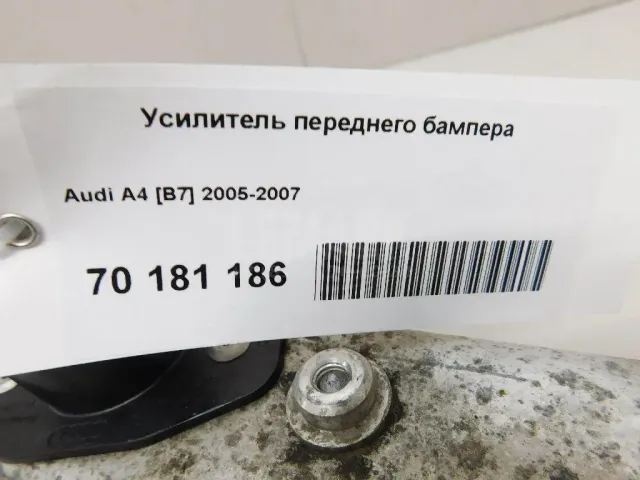 Усилитель переднего бампера
Audi A4 [B7] 2005-2007
70 181 186